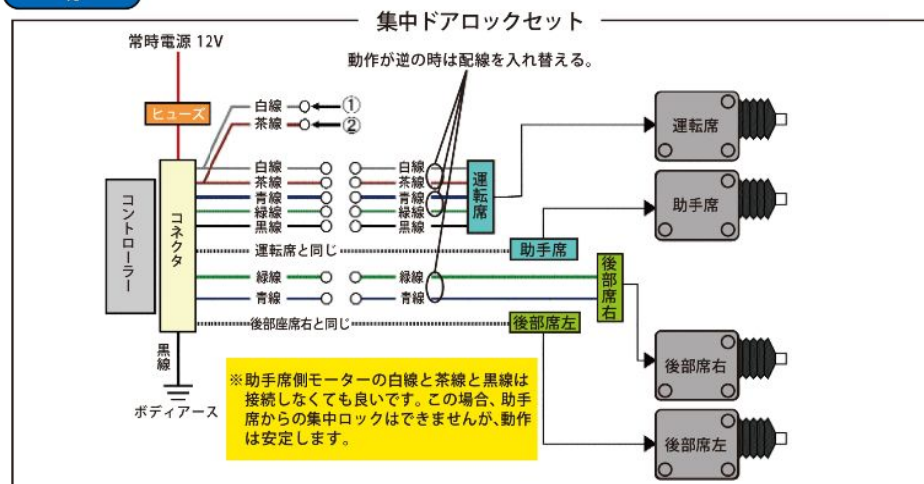 集中ドアロックセット
常時電源 12V
動作が逆の時は配線を入れ替える。
ヒューズ
白線 ①
茶線 ②
運転席
コントローラー
コネクタ
白線 白線
茶線 茶線
青線 青線
緑線 緑線
黒線 黒線
運転席
助手席
運転席と同じ
助手席
緑線 緑線
青線 青線
後部席右
後部座席右と同じ
後部席左
後部席右
黒線
ボディアース
※助手席側モーターの白線と茶線と黒線は
接続しなくても良いです。この場合、助手
席からの集中ロックはできませんが、動作
は安定します。
後部席左